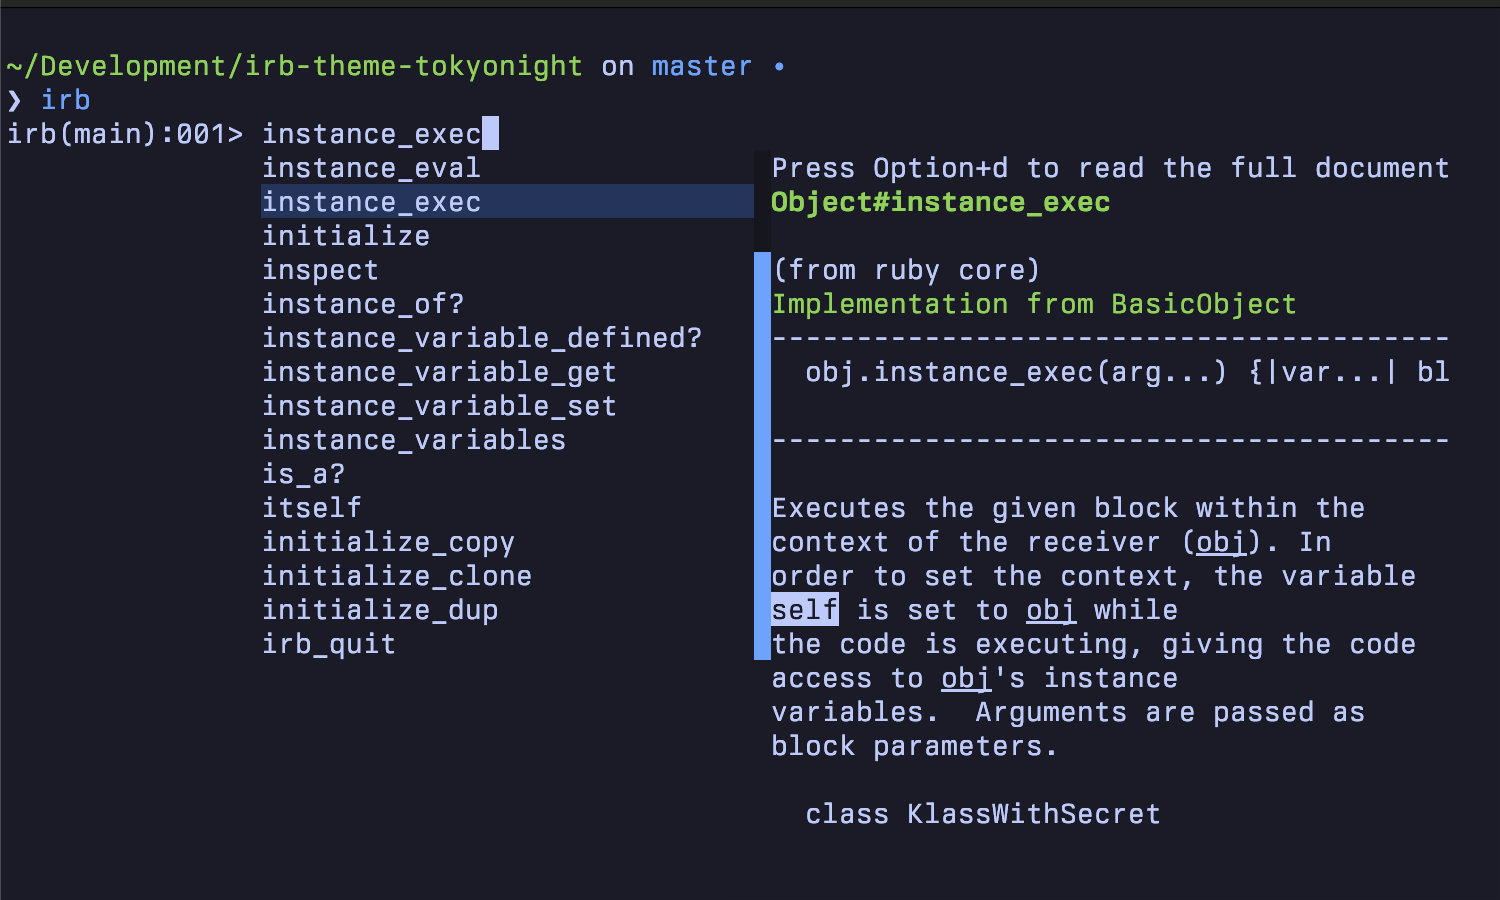 ~/Development/irb-theme-tokyonight on master •
❯ irb
irb(main):001> instance_exec
instance_eval
instance_exec
initialize
inspect
instance_of?
instance_variable_defined?
instance_variable_get
instance_variable_set
instance_variables
is_a?
itself
initialize_copy
initialize_clone
initialize_dup
irb_quit
Press Option+d to read the full document
Object#instance_exec
(from ruby core)
Implementation from BasicObject
----------------------------------------
obj.instance_exec(arg...) {|var...| bl
----------------------------------------
Executes the given block within the
context of the receiver (obj). In
order to set the context, the variable
self is set to obj while
the code is executing, giving the code
access to obj's instance
variables.  Arguments are passed as
block parameters.
class KlassWithSecret